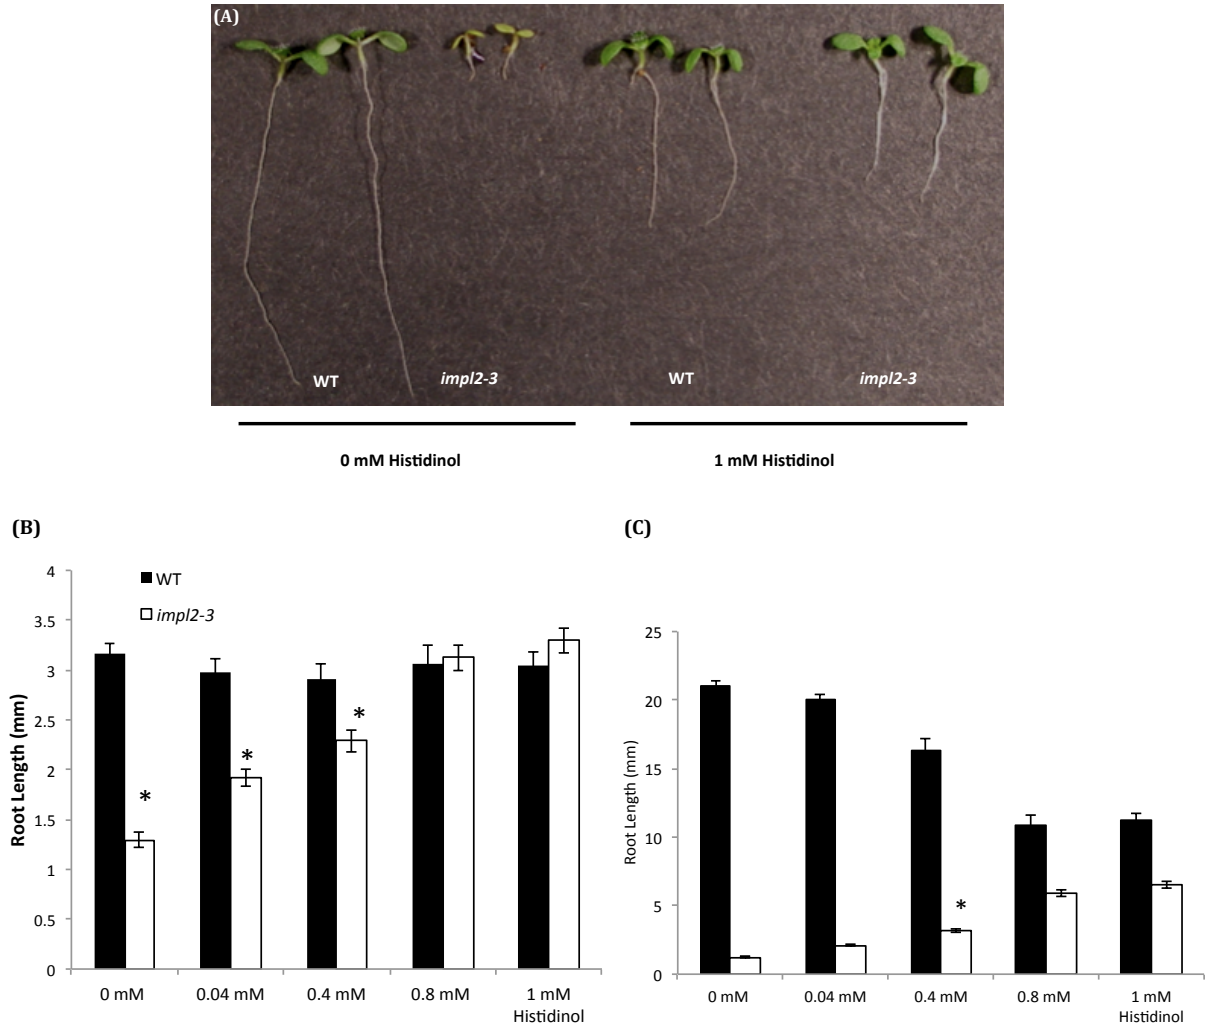 (A)
WT
impl2-3
WT
impl2-3
0 mM Histidinol
1 mM Histidinol
(B)
Root Length (mm)
4
3.5
3
2.5
2
1.5
1
0.5
0
WT
impl2-3
*
*
*
0 mM
0.04 mM
0.4 mM
0.8 mM
1 mM
Histidinol
(C)
Root Length (mm)
25
20
15
10
5
0
*
0 mM
0.04 mM
0.4 mM
0.8 mM
1 mM
Histidinol